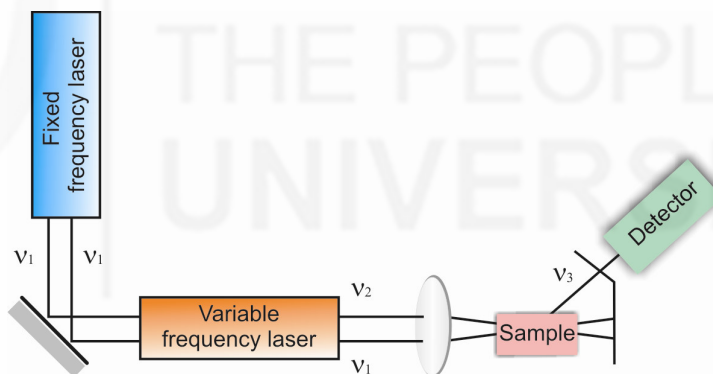 THE PEOPL
UNIVERS
Fixed
frequency laser
Detector
ν1
ν1
ν3
ν2
Variable
frequency laser
Sample
ν1